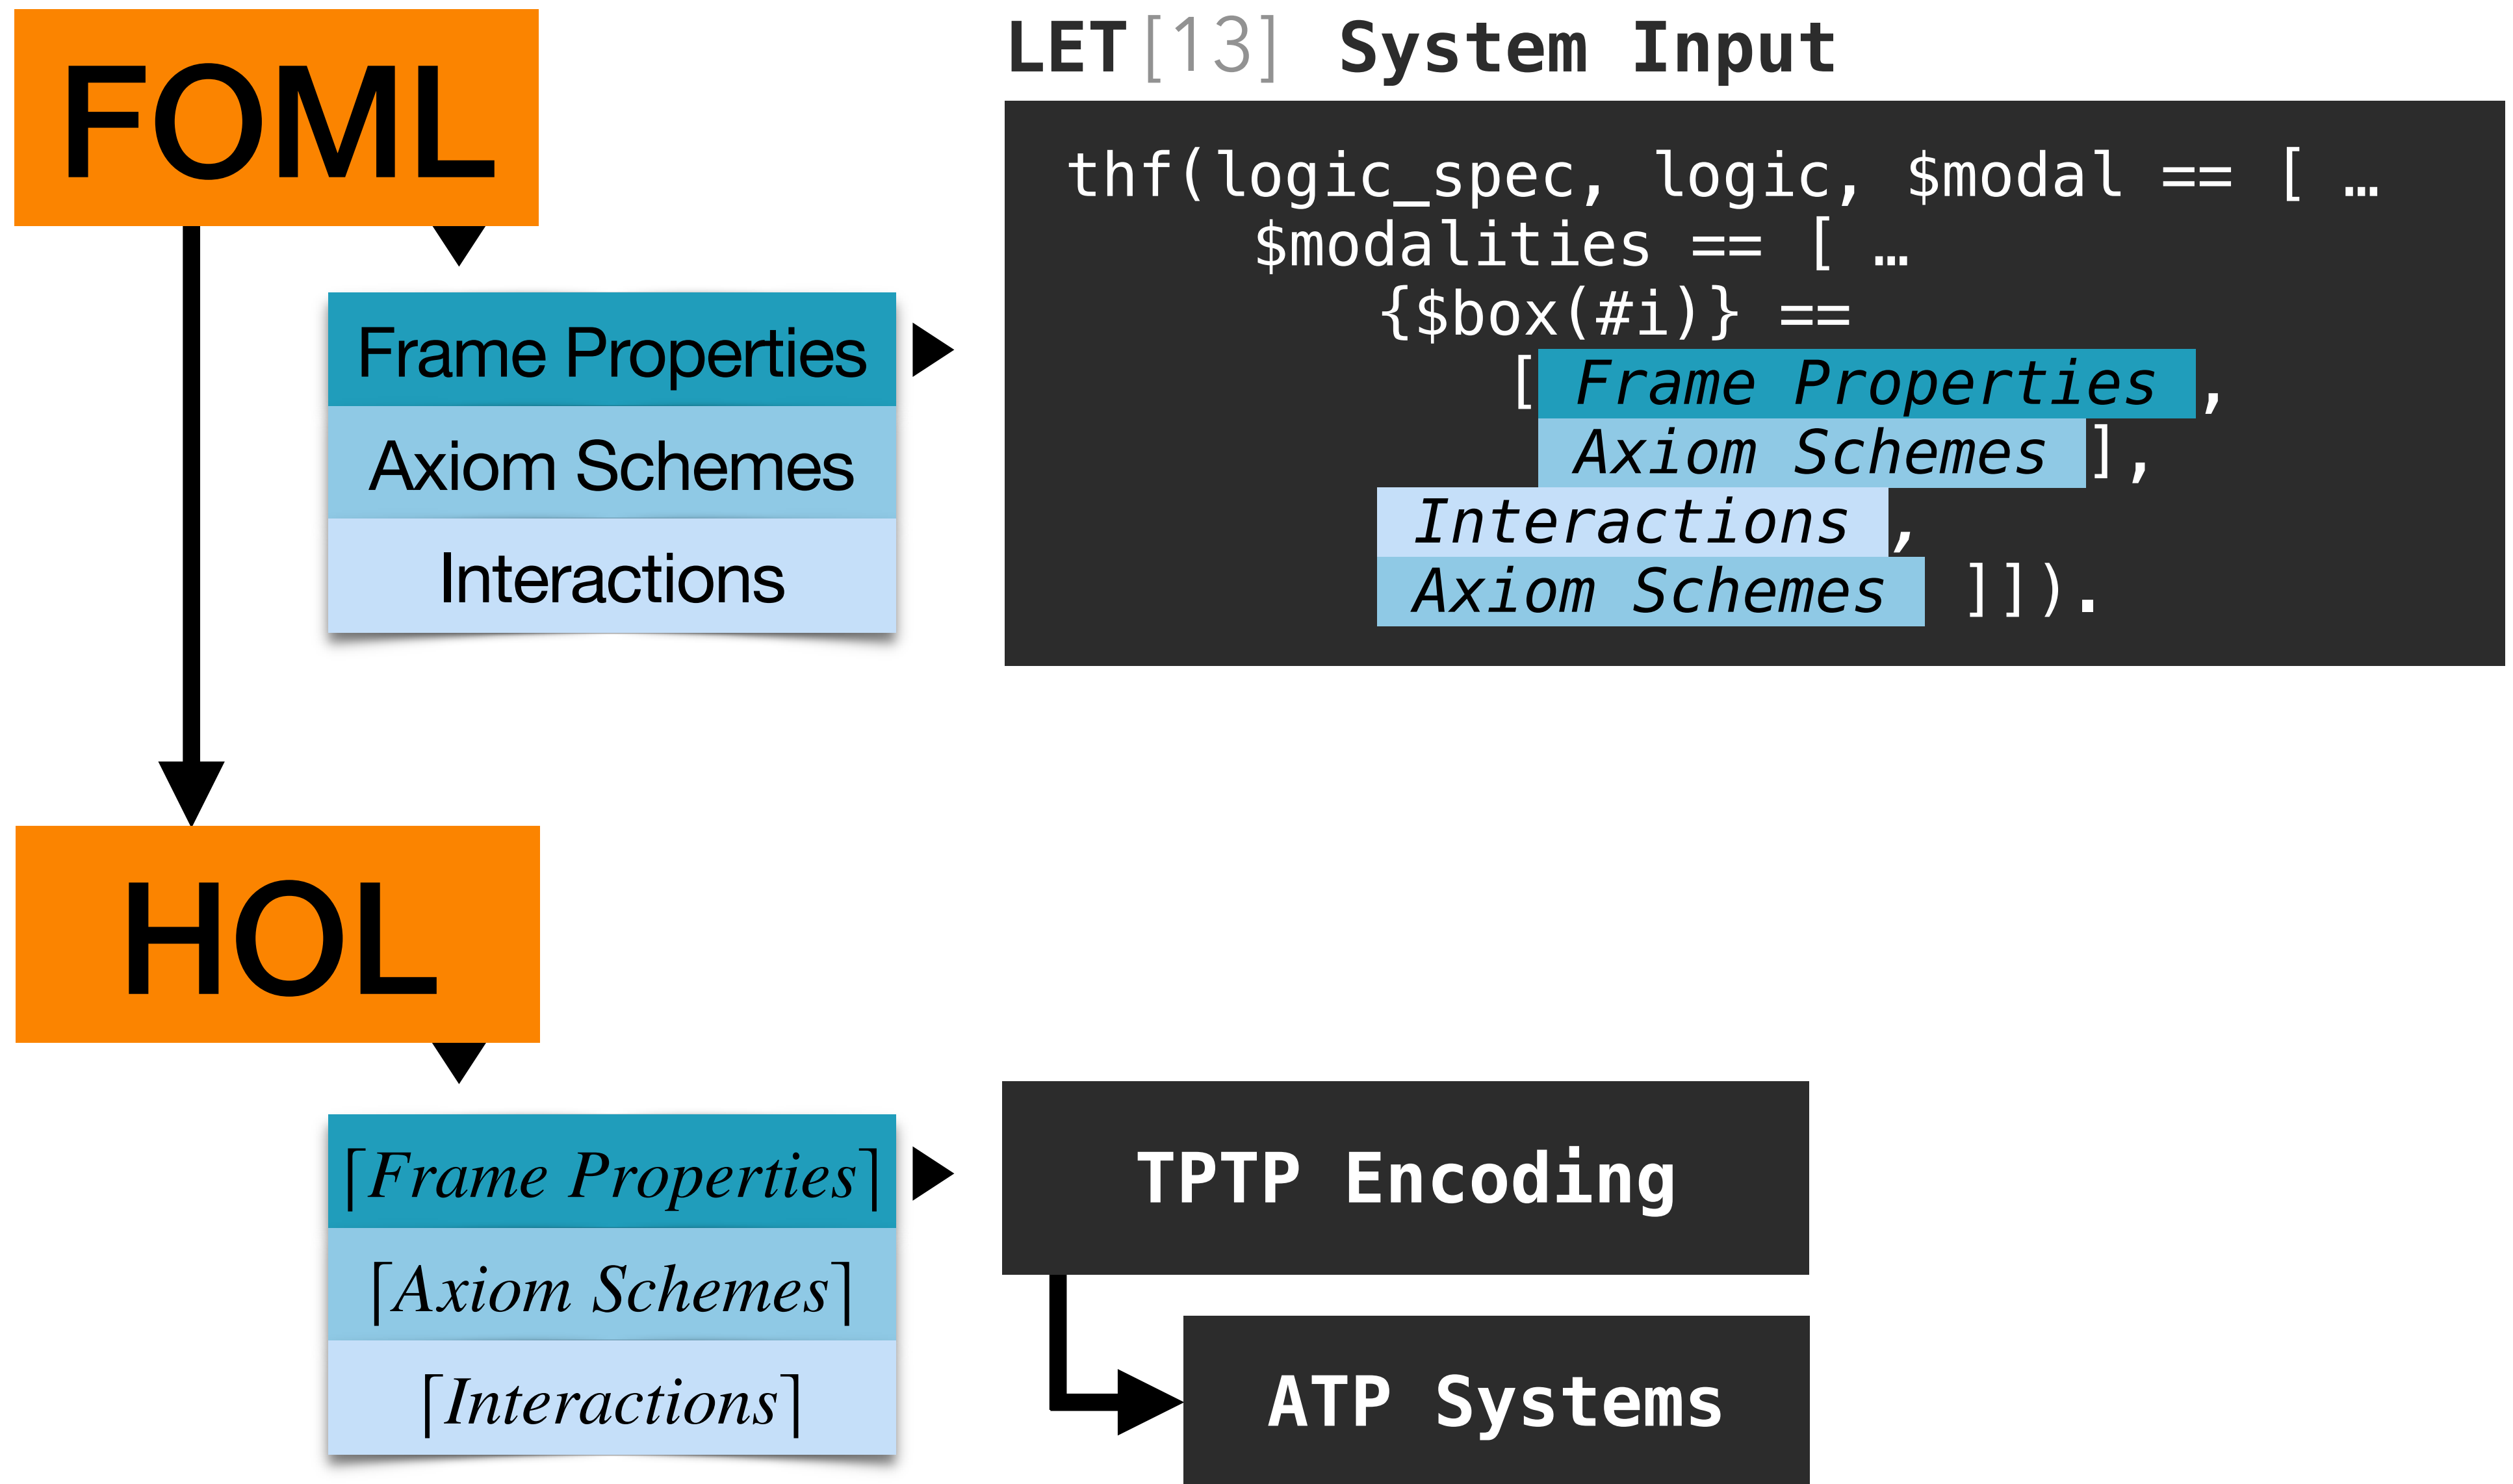 FOML
Frame Properties
Axiom Schemes
Interactions
LET[13] System Input
thf(logic_spec, logic, $modal == [ …
$modalities == [ …
{$box(#i)} ==
[ Frame Properties ,
Axiom Schemes ],
Interactions ,
Axiom Schemes ]]).
HOL
⌈Frame Properties⌉
⌈Axiom Schemes⌉
⌈Interactions⌉
TPTP Encoding
ATP Systems